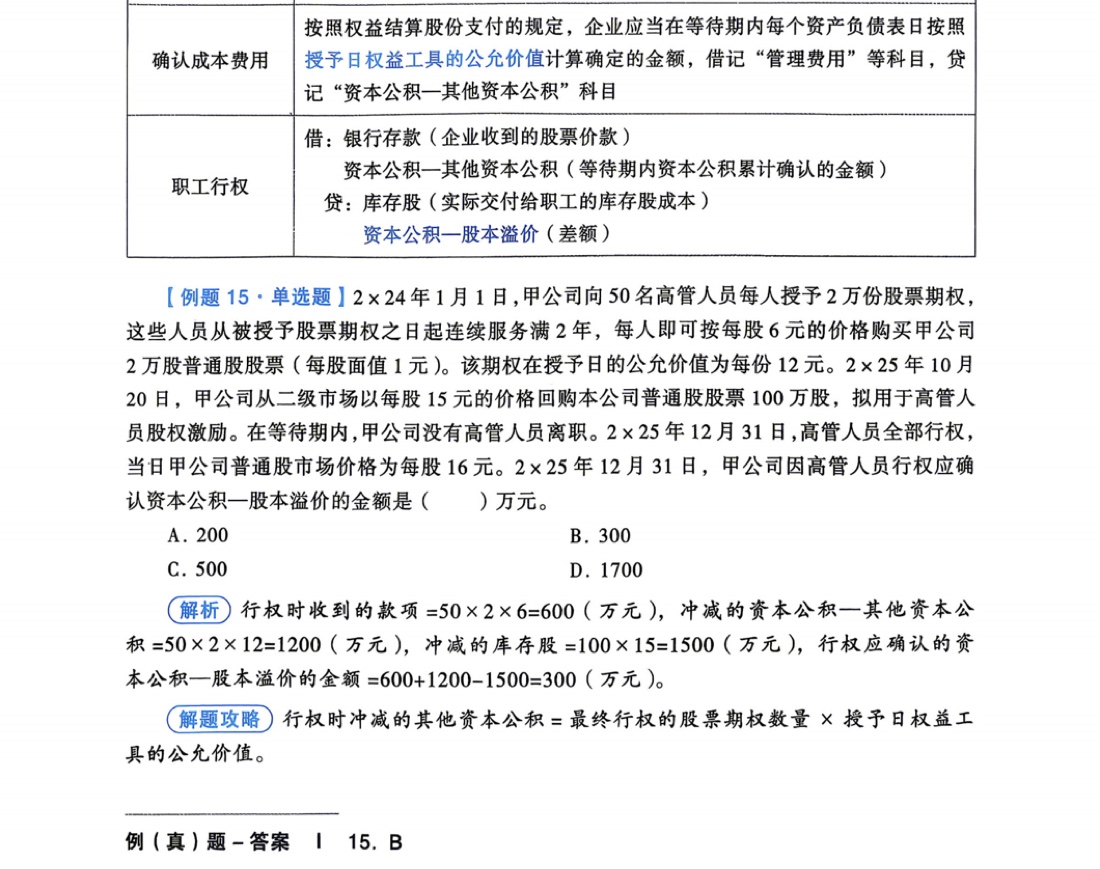 确认成本费用
按照权益结算股份支付的规定，企业应当在等待期内每个资产负债表日按照
授予日权益工具的公允价值计算确定的金额，借记“管理费用”等科目，贷
记“资本公积—其他资本公积”科目
职工行权
借：银行存款（企业收到的股票价款）
资本公积—其他资本公积（等待期内资本公积累计确认的金额）
贷：库存股（实际交付给职工的库存股成本）
资本公积—股本溢价（差额）
【例题 15·单选题】2×24 年 1 月 1 日，甲公司向 50 名高管人员每人授予 2 万份股票期权，
这些人员从被授予股票期权之日起连续服务满 2 年，每人即可按每股 6 元的价格购买甲公司
2 万股普通股股票（每股面值 1 元）。该期权在授予日的公允价值为每份 12 元。2×25 年 10 月
20 日，甲公司从二级市场以每股 15 元的价格回购本公司普通股股票 100 万股，拟用于高管人
员股权激励。在等待期内，甲公司没有高管人员离职。2×25 年 12 月 31 日，高管人员全部行权，
当日甲公司普通股市场价格为每股 16 元。2×25 年 12 月 31 日，甲公司因高管人员行权应确
认资本公积—股本溢价的金额是（　　）万元。
A. 200　　B. 300
C. 500　　D. 1700
解析 行权时收到的款项 =50×2×6=600（万元），冲减的资本公积—其他资本公
积 =50×2×12=1200（万元），冲减的库存股 =100×15=1500（万元），行权应确认的资
本公积—股本溢价的金额 =600+1200-1500=300（万元）。
解题攻略 行权时冲减的其他资本公积 = 最终行权的股票期权数量 × 授予日权益工
具的公允价值。
例（真）题 – 答案　|　15. B